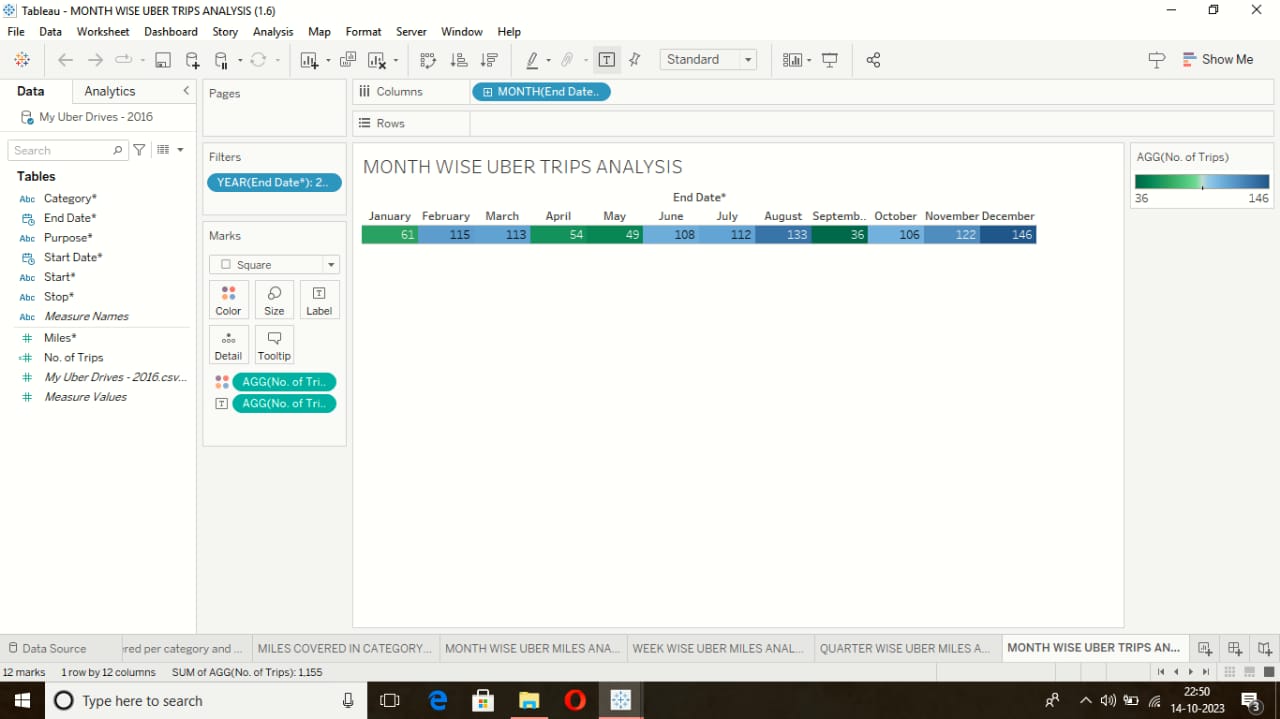 Tableau - MONTH WISE UBER TRIPS ANALYSIS (1.6)
File Data Worksheet Dashboard Story Analysis Map Format Server Window Help
Standard
Show Me
Data Analytics
My Uber Drives - 2016
Search
Tables
Abc Category*
End Date*
Abc Purpose*
Start Date*
Abc Start*
Abc Stop*
Abc Measure Names
Miles*
No. of Trips
My Uber Drives - 2016.csv...
Measure Values
Pages
Filters
YEAR(End Date*): 2..
Marks
Square
Color Size Label
Detail Tooltip
AGG(No. of Tri..
AGG(No. of Tri..
Columns MONTH(End Date..
Rows
MONTH WISE UBER TRIPS ANALYSIS
End Date*
January February March April May June July August Septemb.. October November December
61 115 113 54 49 108 112 133 36 106 122 146
AGG(No. of Trips)
36 146
Data Source
ered per category and ... MILES COVERED IN CATEGORY... MONTH WISE UBER MILES ANA... WEEK WISE UBER MILES ANAL... QUARTER WISE UBER MILES A... MONTH WISE UBER TRIPS AN...
12 marks 1 row by 12 columns SUM of AGG(No. of Trips): 1,155
Type here to search
22:50
14-10-2023
3